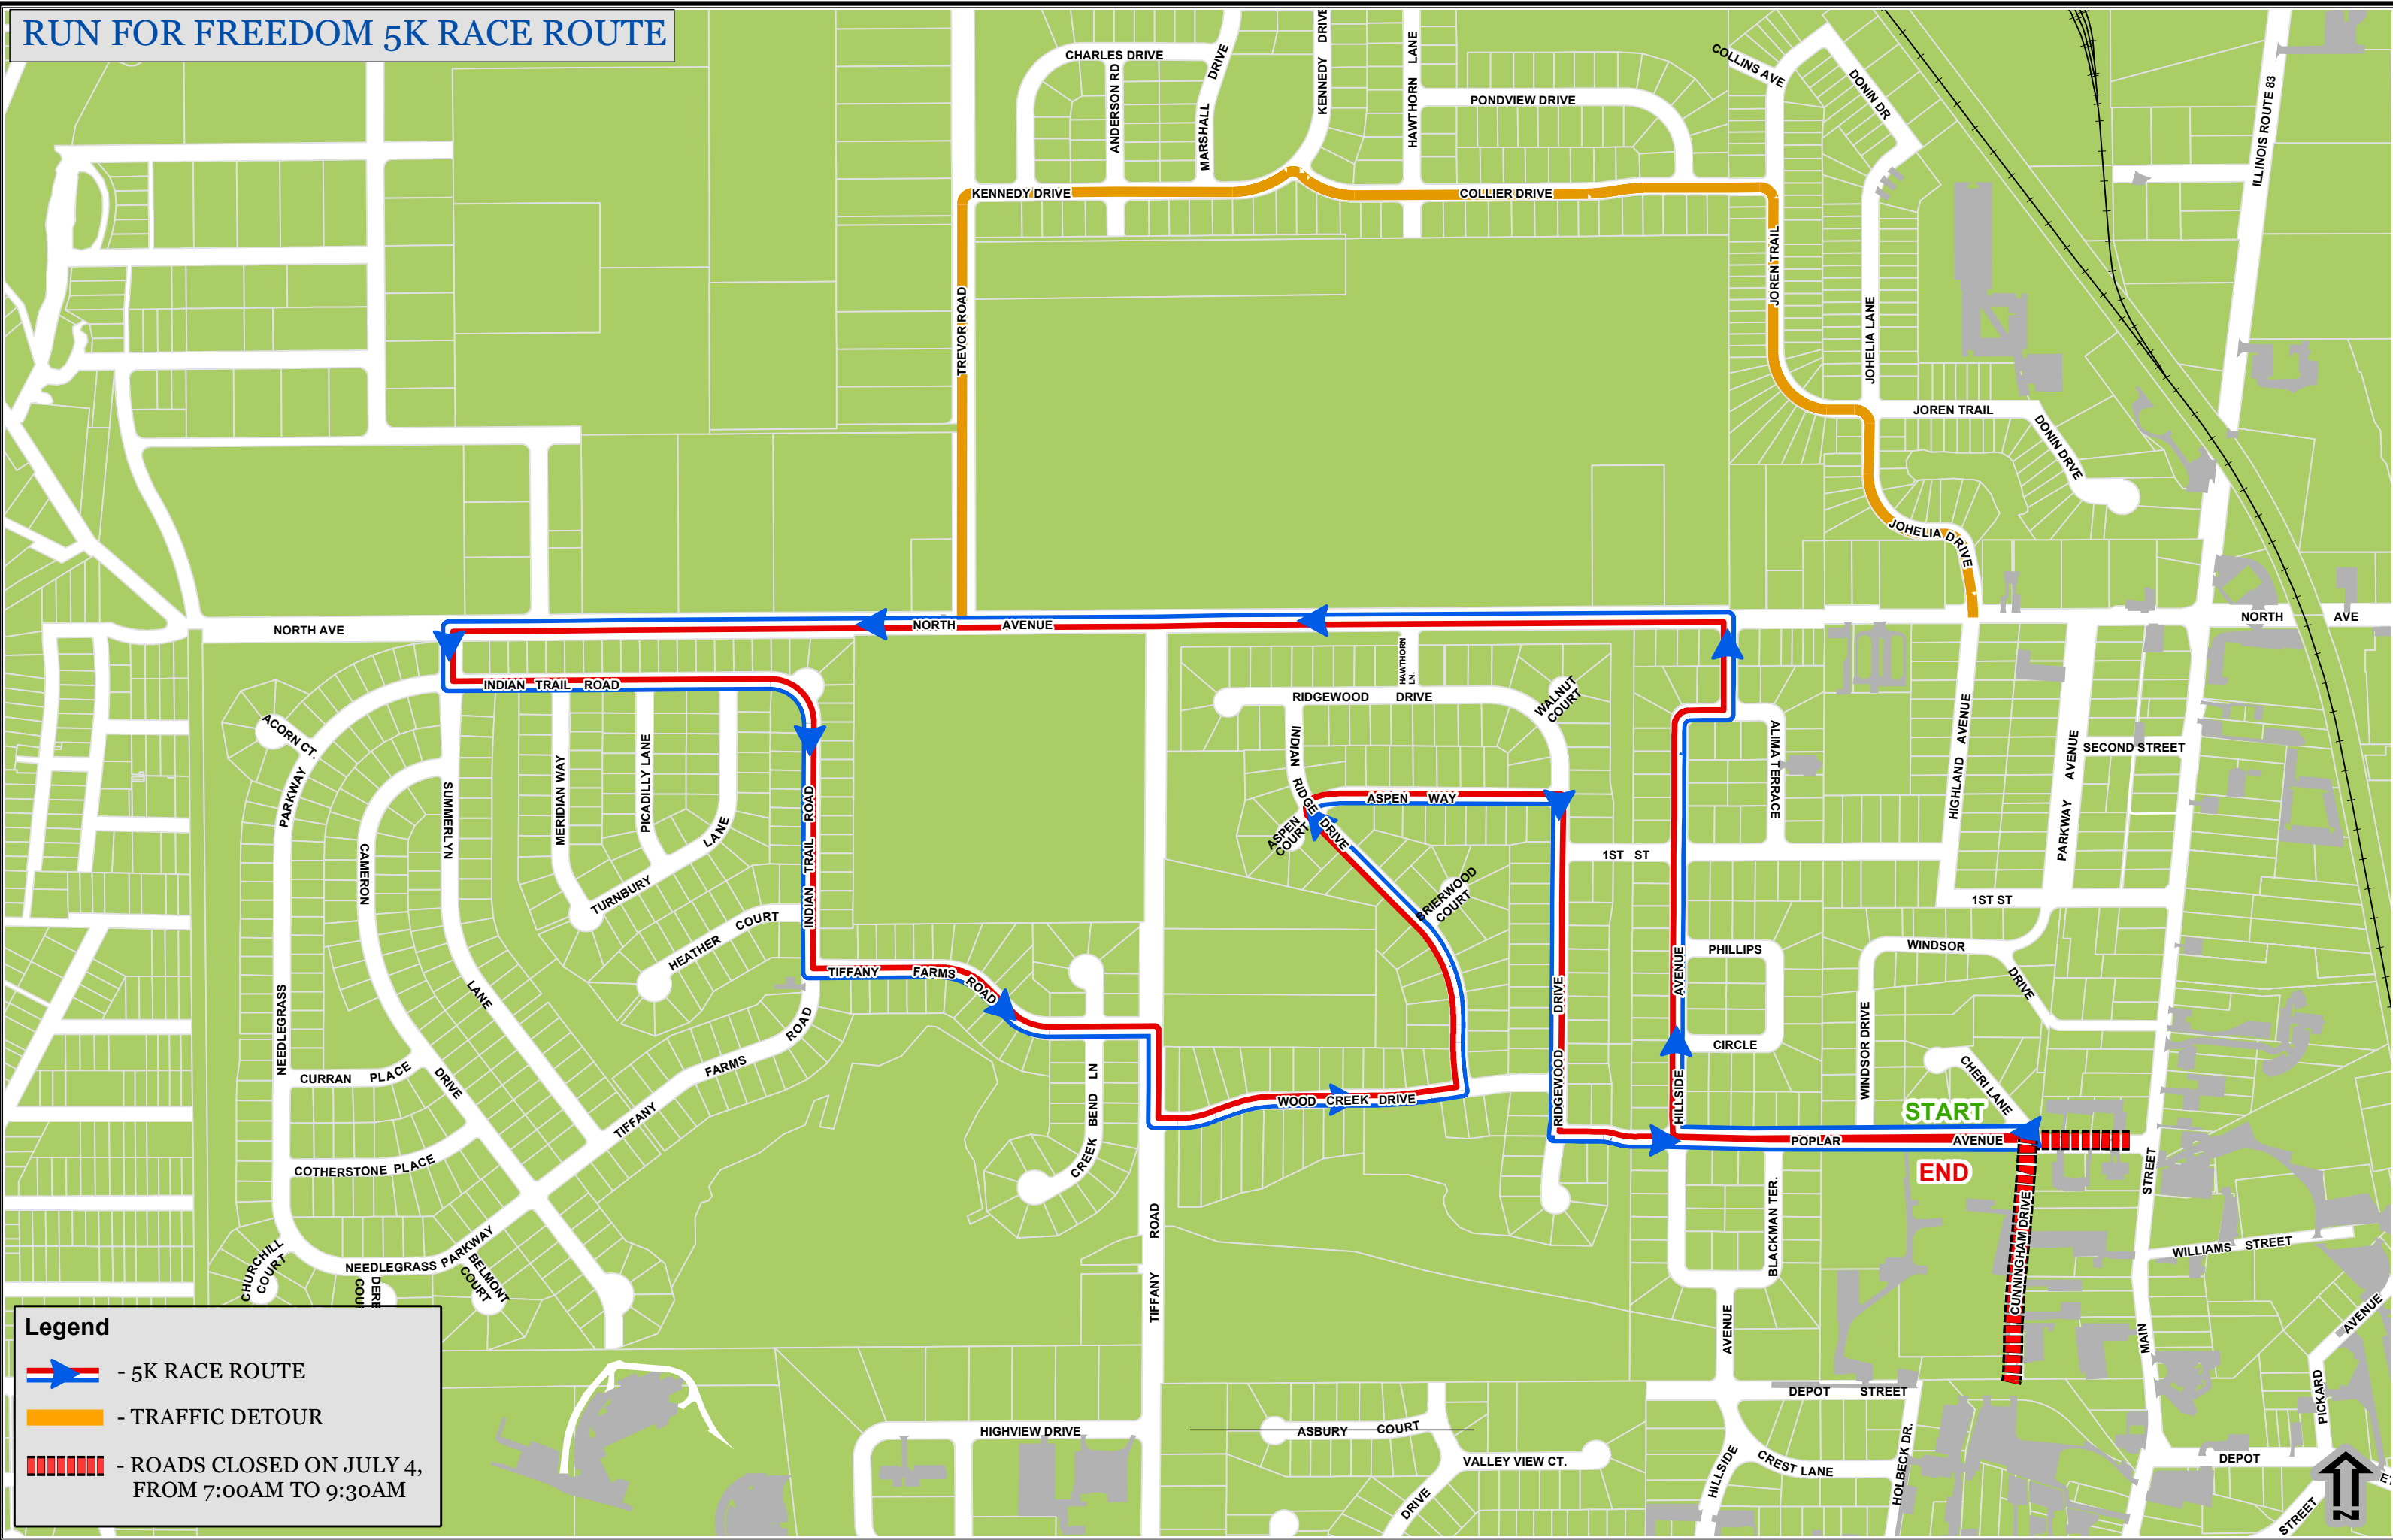 RUN FOR FREEDOM 5K RACE ROUTE
CHARLES DRIVE
ANDERSON RD
MARSHALL DRIVE
KENNEDY DRIVE
HAWTHORN LANE
PONDVIEW DRIVE
COLLINS AVE
DONIN DR
ILLINOIS ROUTE 83
KENNEDY DRIVE
COLLIER DRIVE
TREVOR ROAD
JOREN TRAIL
JOHELIA LANE
JOREN TRAIL
DONIN DRVE
JOHELIA DRIVE
NORTH AVE
NORTH AVENUE
NORTH AVE
INDIAN TRAIL ROAD
HAWTHORN
LN.
RIDGEWOOD DRIVE
WALNUT
COURT
ACORN CT.
PARKWAY
SUMMERLYN
MERIDIAN WAY
PICADILLY LANE
LANE
TURNBURY
INDIAN TRAIL ROAD
INDIAN RIDGE DRIVE
ASPEN WAY
ASPEN
COURT
ALIMA TERRACE
HIGHLAND AVENUE
PARKWAY AVENUE
SECOND STREET
1ST ST
1ST ST
CAMERON
HEATHER COURT
BRIERWOOD
COURT
PHILLIPS
WINDSOR
DRIVE
TIFFANY FARMS ROAD
LANE
NEEDLEGRASS
RIDGEWOOD DRIVE
HILLSIDE AVENUE
CIRCLE
WINDSOR DRIVE
CHERI LANE
CURRAN PLACE
DRIVE
TIFFANY FARMS ROAD
CREEK BEND LN
WOOD CREEK DRIVE
START
POPLAR AVENUE
END
COTHERSTONE PLACE
TIFFANY ROAD
BLACKMAN TER.
CUNNINGHAM DRIVE
MAIN STREET
WILLIAMS STREET
CHURCHILL
COURT
NEEDLEGRASS PARKWAY
BELMONT
COURT
DERE
COU
AVENUE
AVENUE
PICKARD
DEPOT STREET
HIGHVIEW DRIVE
ASBURY COURT
VALLEY VIEW CT.
DRIVE
HILLSIDE
CREST LANE
HOLBECK DR.
DEPOT
STREET
ET
N
Legend
- 5K RACE ROUTE
- TRAFFIC DETOUR
- ROADS CLOSED ON JULY 4,
FROM 7:00AM TO 9:30AM